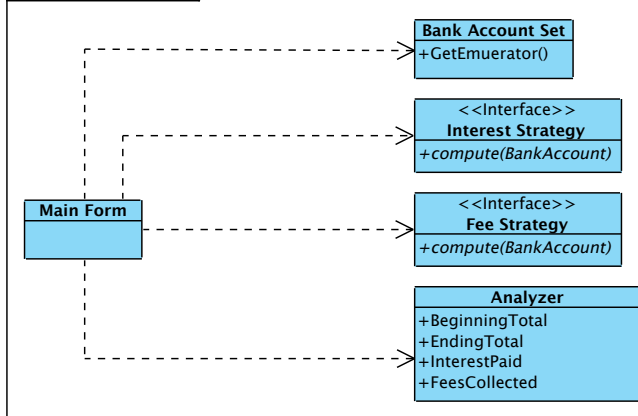 Bank Account Set
+GetEmuerator()
<<Interface>>
Interest Strategy
+compute(BankAccount)
Main Form
<<Interface>>
Fee Strategy
+compute(BankAccount)
Analyzer
+BeginningTotal
+EndingTotal
+InterestPaid
+FeesCollected